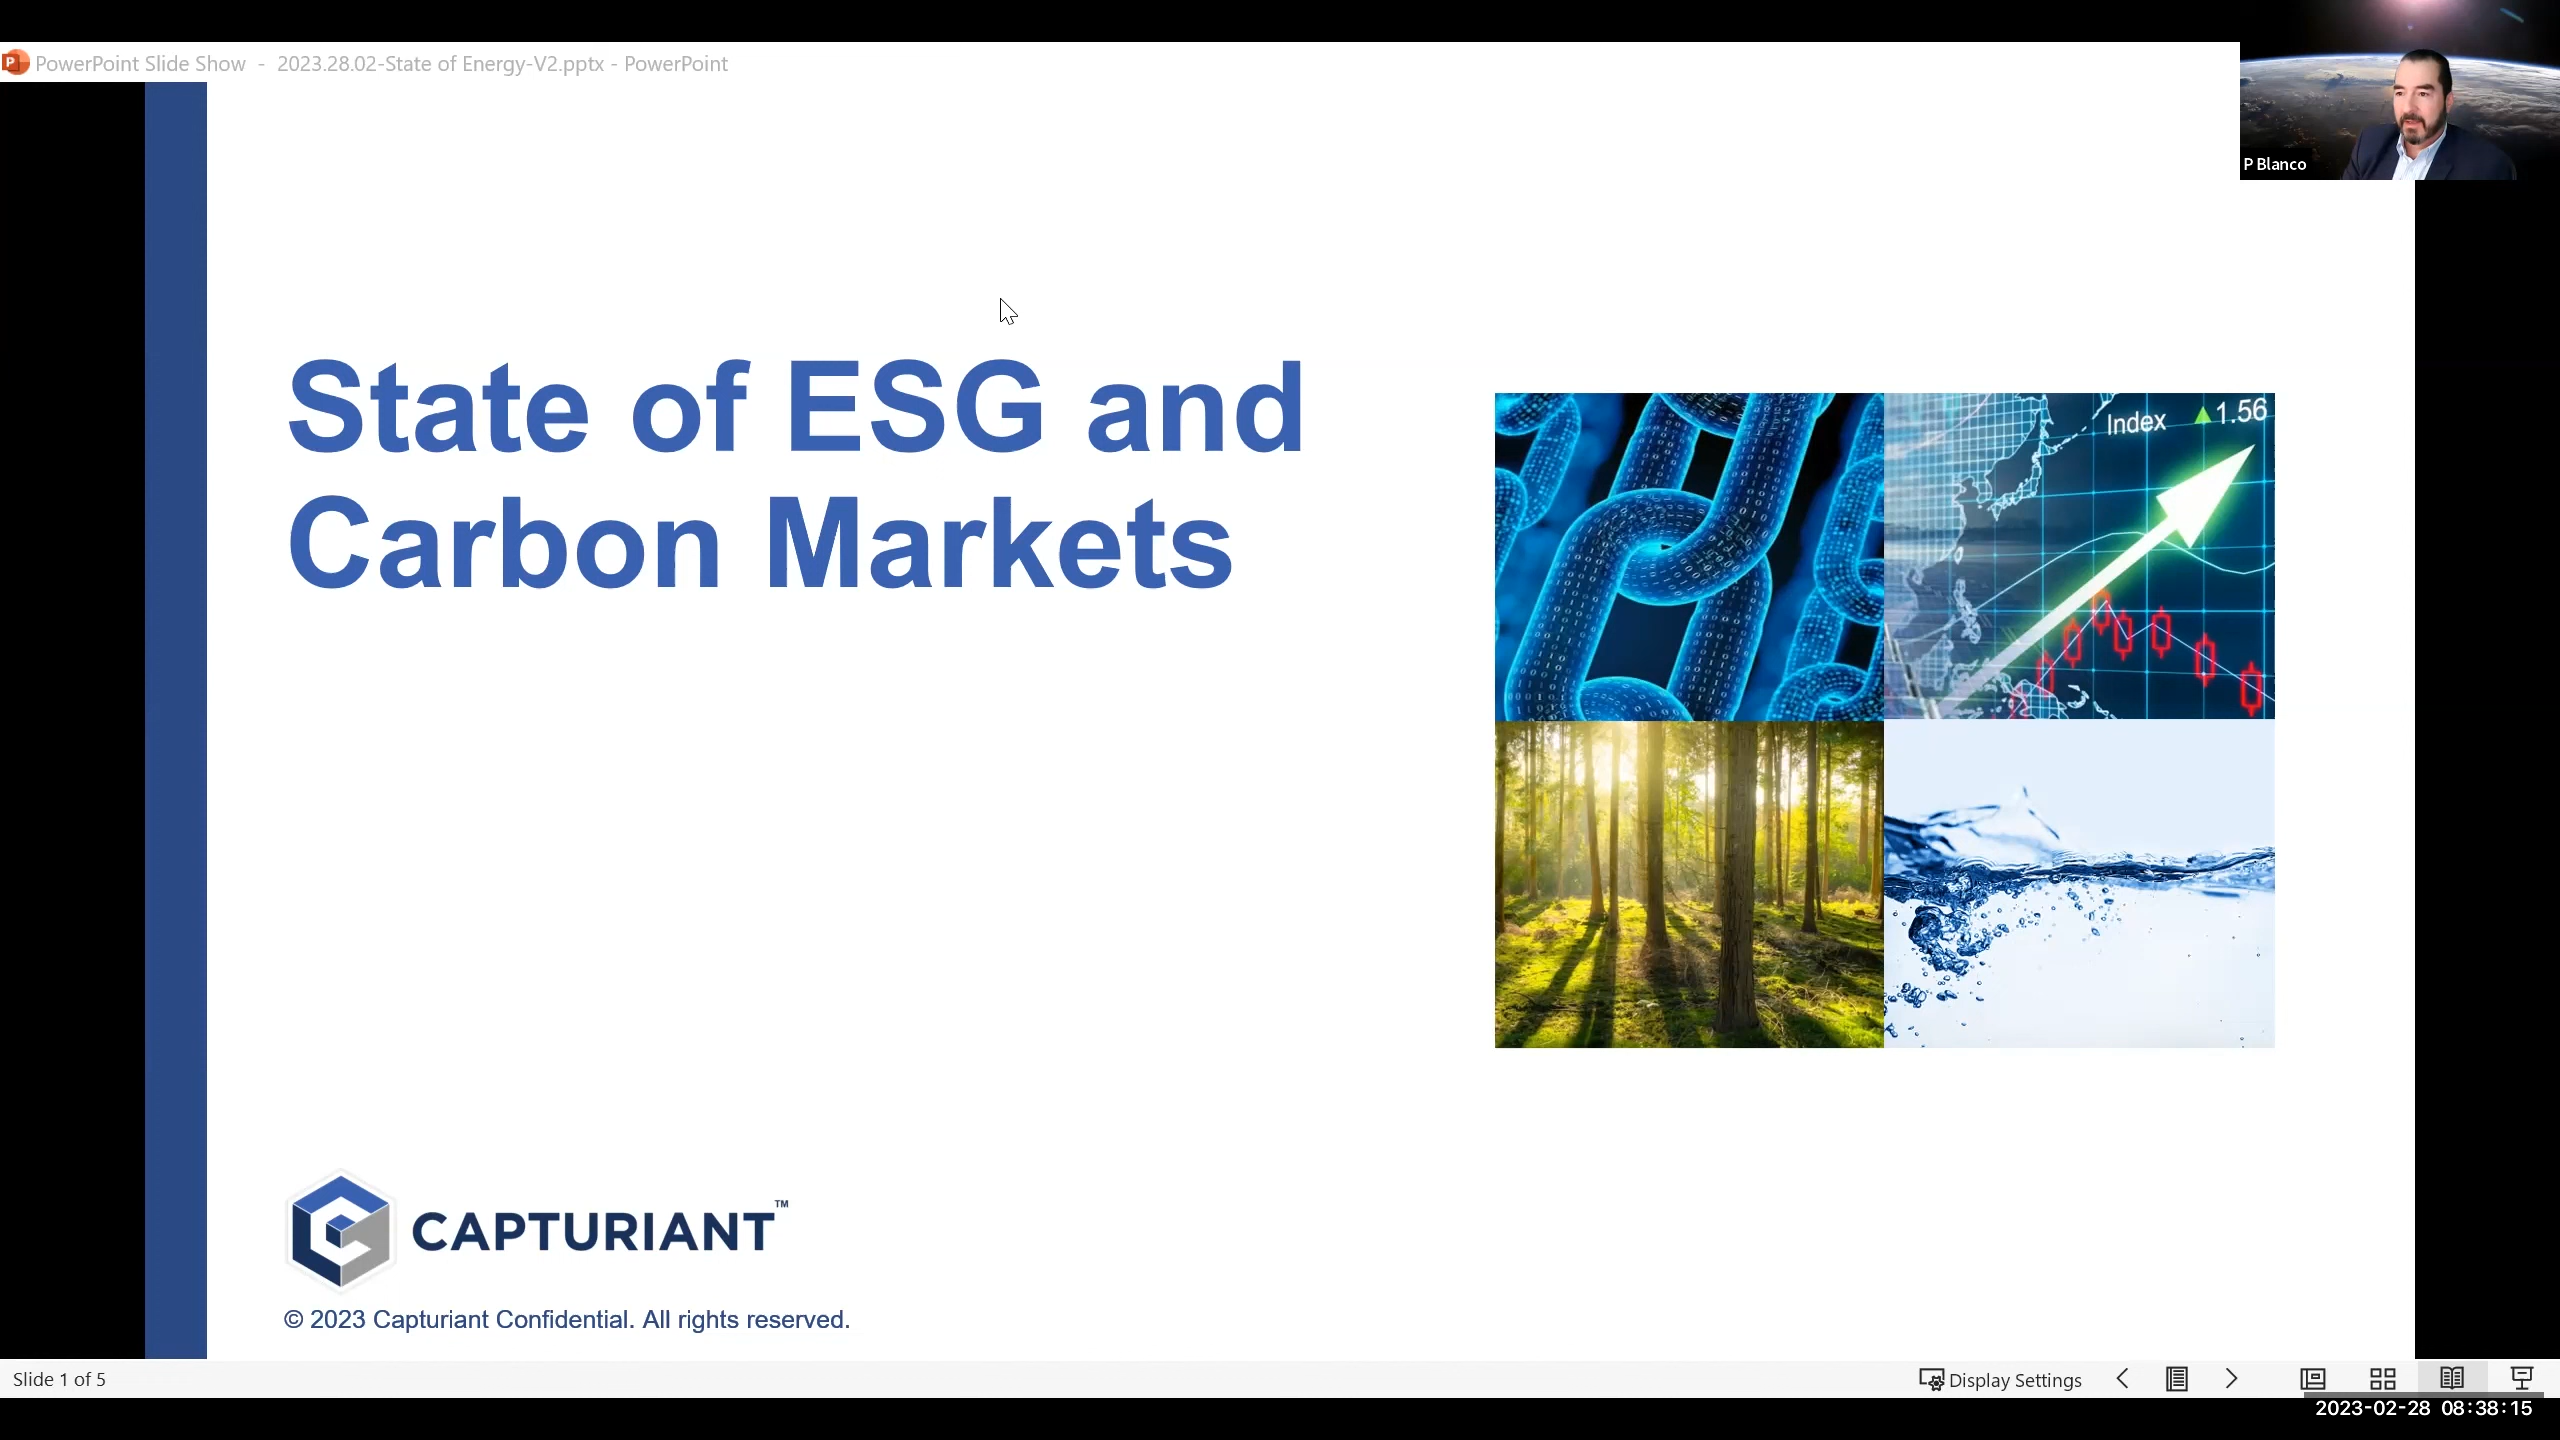 PowerPoint Slide Show - 2023.28.02-State of Energy-V2.pptx - PowerPoint
P Blanco
State of ESG and
Carbon Markets
Index ▲1.56
CAPTURIANT™
© 2023 Capturiant Confidential. All rights reserved.
Slide 1 of 5
Display Settings
2023-02-28 08:38:15